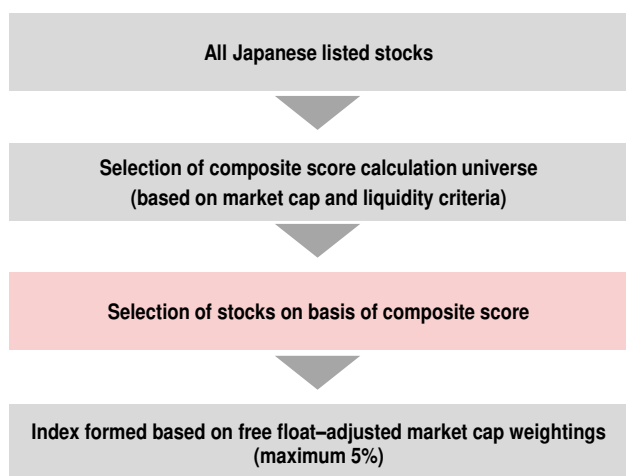 All Japanese listed stocks
Selection of composite score calculation universe
(based on market cap and liquidity criteria)
Selection of stocks on basis of composite score
Index formed based on free float–adjusted market cap weightings
(maximum 5%)